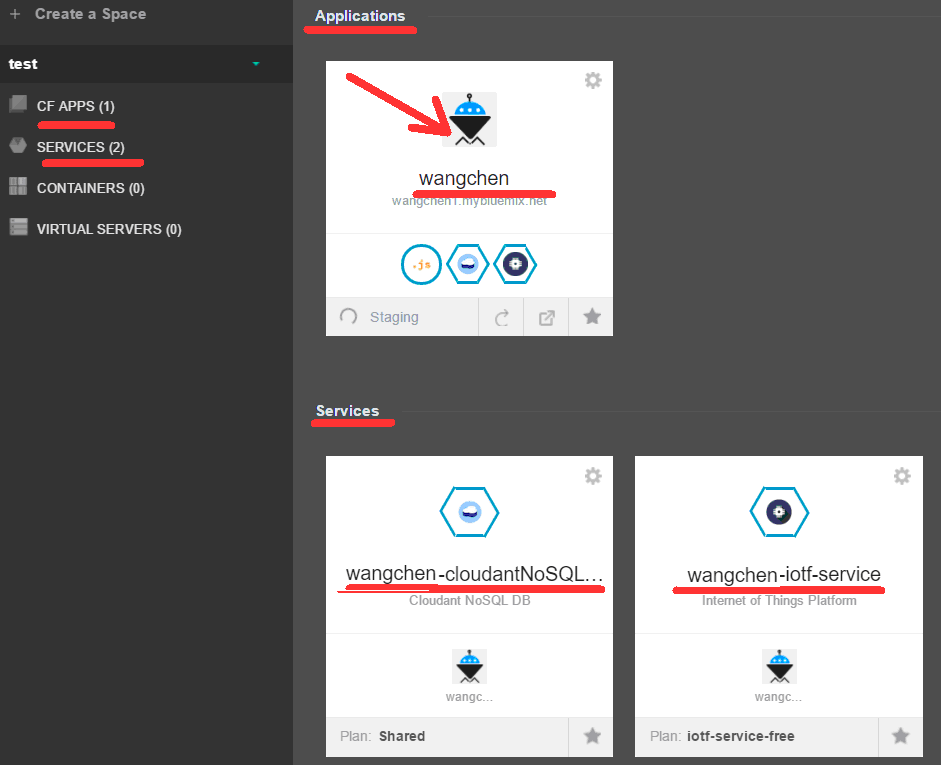 + Create a Space
test
CF APPS (1)
SERVICES (2)
CONTAINERS (0)
VIRTUAL SERVERS (0)
Applications
wangchen
wangchen1.mybluemix.net
.js
Staging
Services
wangchen-cloudantNoSQL...
Cloudant NoSQL DB
wangc...
Plan: Shared
wangchen-iotf-service
Internet of Things Platform
wangc...
Plan: iotf-service-free